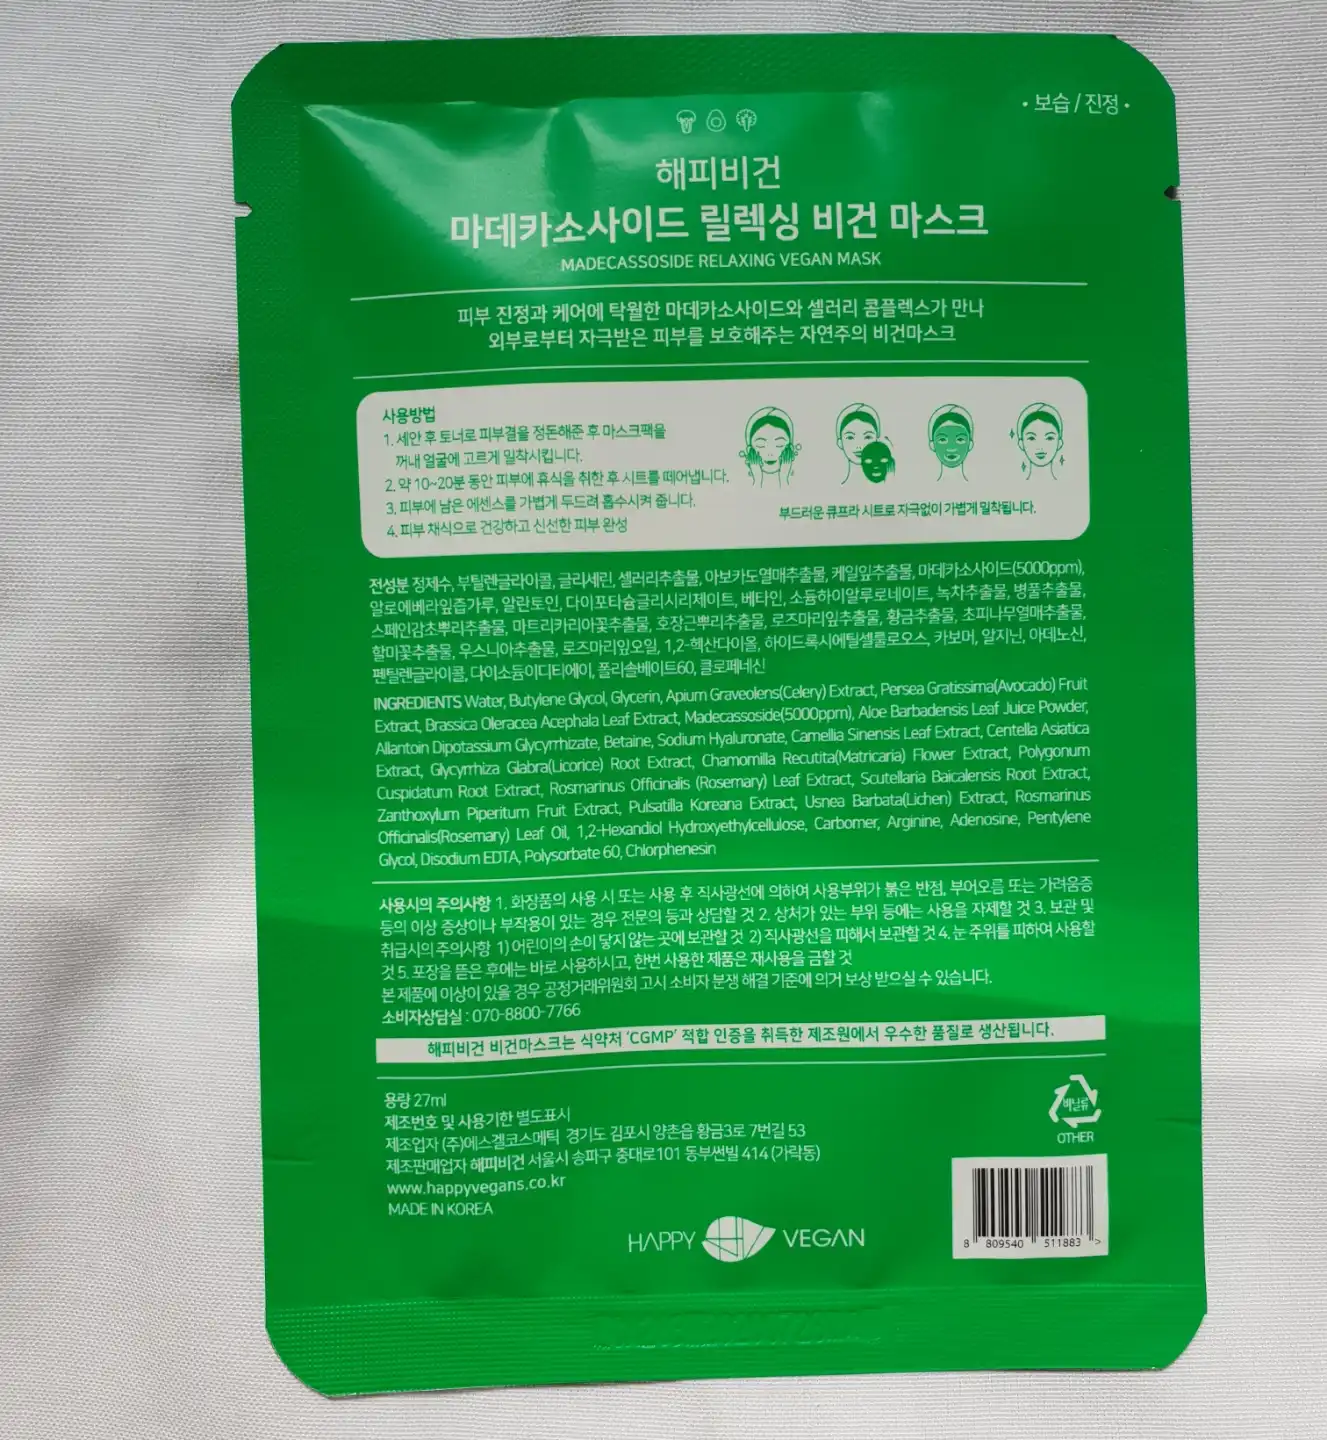 • 보습 / 진정 •
해피비건
마데카소사이드 릴렉싱 비건 마스크
MADECASSOSIDE RELAXING VEGAN MASK
피부 진정과 케어에 탁월한 마데카소사이드와 셀러리 콤플렉스가 만나
외부로부터 자극받은 피부를 보호해주는 자연주의 비건마스크
사용방법
1. 세안 후 토너로 피부결을 정돈해준 후 마스크팩을
꺼내 얼굴에 고르게 밀착시킵니다.
2. 약 10~20분 동안 피부에 휴식을 취한 후 시트를 떼어냅니다.
3. 피부에 남은 에센스를 가볍게 두드려 흡수시켜 줍니다.
4. 피부 채식으로 건강하고 신선한 피부 완성
부드러운 큐프라 시트로 자극없이 가볍게 밀착됩니다.
전성분 정제수, 부틸렌글라이콜, 글리세린, 셀러리추출물, 아보카도열매추출물, 케일잎추출물, 마데카소사이드(5000ppm),
알로에베라잎즙가루, 알란토인, 다이포타슘글리시리제이트, 베타인, 소듐하이알루로네이트, 녹차추출물, 병풀추출물,
스페인감초뿌리추출물, 마트리카리아꽃추출물, 호장근뿌리추출물, 로즈마리잎추출물, 황금추출물, 초피나무열매추출물,
할미꽃추출물, 우스니아추출물, 로즈마리잎오일, 1,2-헥산다이올, 하이드록시에틸셀룰로오스, 카보머, 알지닌, 아데노신,
펜틸렌글라이콜, 다이소듐이디티에이, 폴리솔베이트60, 클로페네신
INGREDIENTS Water, Butylene Glycol, Glycerin, Apium Graveolens(Celery) Extract, Persea Gratissima(Avocado) Fruit
Extract, Brassica Oleracea Acephala Leaf Extract, Madecassoside(5000ppm), Aloe Barbadensis Leaf Juice Powder,
Allantoin Dipotassium Glycyrrhizate, Betaine, Sodium Hyaluronate, Camellia Sinensis Leaf Extract, Centella Asiatica
Extract, Glycyrrhiza Glabra(Licorice) Root Extract, Chamomilla Recutita(Matricaria) Flower Extract, Polygonum
Cuspidatum Root Extract, Rosmarinus Officinalis (Rosemary) Leaf Extract, Scutellaria Baicalensis Root Extract,
Zanthoxylum Piperitum Fruit Extract, Pulsatilla Koreana Extract, Usnea Barbata(Lichen) Extract, Rosmarinus
Officinalis(Rosemary) Leaf Oil, 1,2-Hexandiol Hydroxyethylcellulose, Carbomer, Arginine, Adenosine, Pentylene
Glycol, Disodium EDTA, Polysorbate 60, Chlorphenesin
사용시의 주의사항 1. 화장품의 사용 시 또는 사용 후 직사광선에 의하여 사용부위가 붉은 반점, 부어오름 또는 가려움증
등의 이상 증상이나 부작용이 있는 경우 전문의 등과 상담할 것 2. 상처가 있는 부위 등에는 사용을 자제할 것 3. 보관 및
취급시의 주의사항 1) 어린이의 손이 닿지 않는 곳에 보관할 것 2) 직사광선을 피해서 보관할 것 4. 눈 주위를 피하여 사용할
것 5. 포장을 뜯은 후에는 바로 사용하시고, 한번 사용한 제품은 재사용을 금할 것
본 제품에 이상이 있을 경우 공정거래위원회 고시 소비자 분쟁 해결 기준에 의거 보상 받으실 수 있습니다.
소비자상담실 : 070-8800-7766
해피비건 비건마스크는 식약처 'CGMP' 적합 인증을 취득한 제조원에서 우수한 품질로 생산됩니다.
용량 27ml
제조번호 및 사용기한 별도표시
제조업자 (주)에스겔코스메틱 경기도 김포시 양촌읍 황금3로 7번길 53
제조판매업자 해피비건 서울시 송파구 중대로101 동부썬빌 414 (가락동)
www.happyvegans.co.kr
MADE IN KOREA
HAPPY VEGAN
비닐류
OTHER
8 809540 511883 >